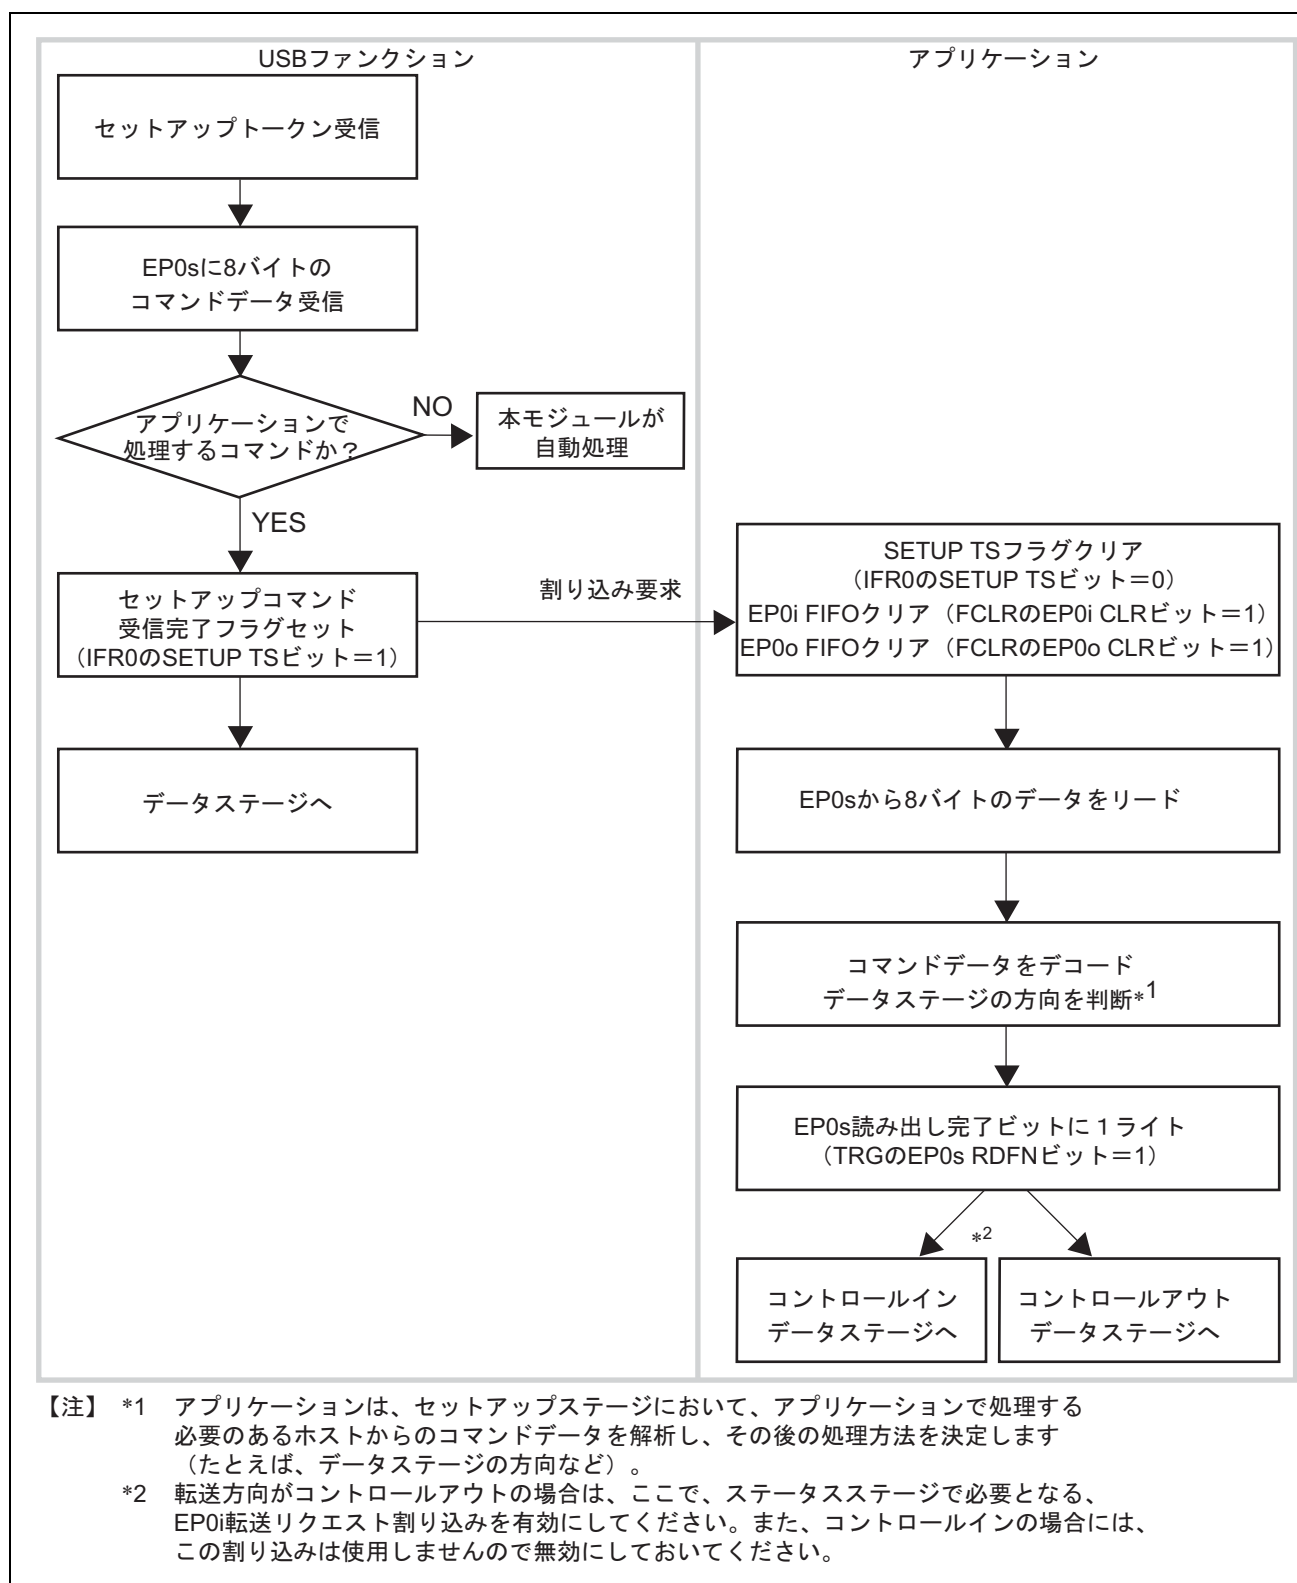 USBファンクション
アプリケーション
セットアップトークン受信
EP0sに8バイトの
コマンドデータ受信
アプリケーションで
処理するコマンドか？
NO
本モジュールが
自動処理
YES
セットアップコマンド
受信完了フラグセット
（IFR0のSETUP TSビット＝1）
割り込み要求
SETUP TSフラグクリア
（IFR0のSETUP TSビット＝0）
EP0i FIFOクリア（FCLRのEP0i CLRビット＝1）
EP0o FIFOクリア（FCLRのEP0o CLRビット＝1）
データステージへ
EP0sから8バイトのデータをリード
コマンドデータをデコード
データステージの方向を判断*1
EP0s読み出し完了ビットに１ライト
（TRGのEP0s RDFNビット＝1）
*2
コントロールイン
データステージへ
コントロールアウト
データステージへ
【注】 *1 アプリケーションは、セットアップステージにおいて、アプリケーションで処理する
必要のあるホストからのコマンドデータを解析し、その後の処理方法を決定します
（たとえば、データステージの方向など）。
*2 転送方向がコントロールアウトの場合は、ここで、ステータスステージで必要となる、
EP0i転送リクエスト割り込みを有効にしてください。また、コントロールインの場合には、
この割り込みは使用しませんので無効にしておいてください。